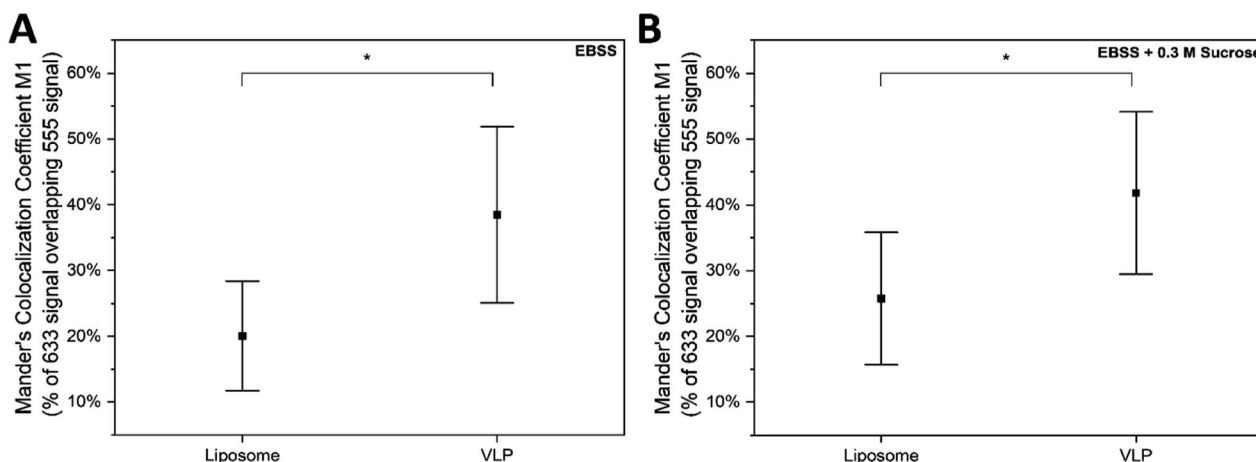 A
EBSS
*
Mander's Colocalization Coefficient M1
(% of 633 signal overlapping 555 signal)
60%
50%
40%
30%
20%
10%
Liposome
VLP
B
EBSS + 0.3 M Sucrose
*
Mander's Colocalization Coefficient M1
(% of 633 signal overlapping 555 signal)
60%
50%
40%
30%
20%
10%
Liposome
VLP